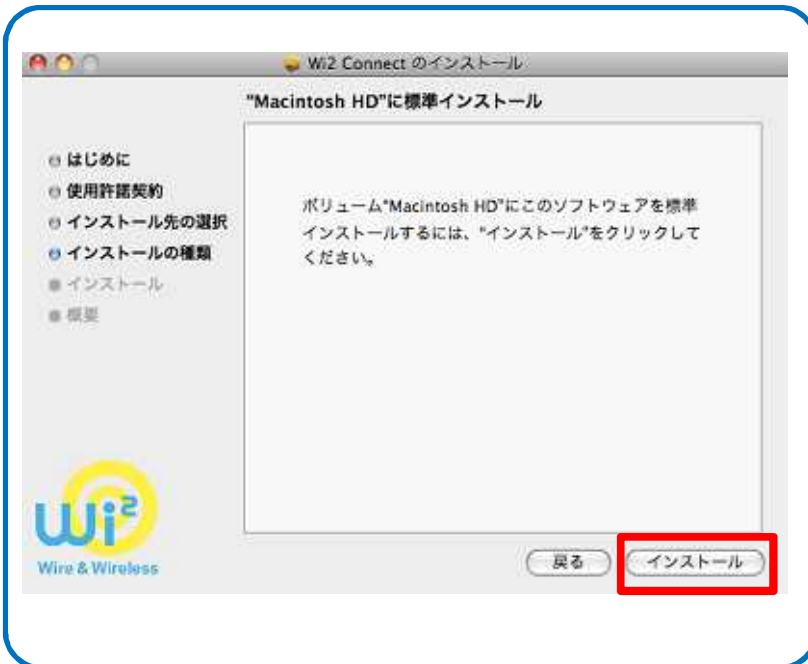 Wi2 Connect のインストール
"Macintosh HD"に標準インストール
はじめに
使用許諾契約
インストール先の選択
インストールの種類
インストール
概要
ボリューム"Macintosh HD"にこのソフトウェアを標準
インストールするには、"インストール"をクリックして
ください。
Wi²
Wire & Wireless
戻る
インストール